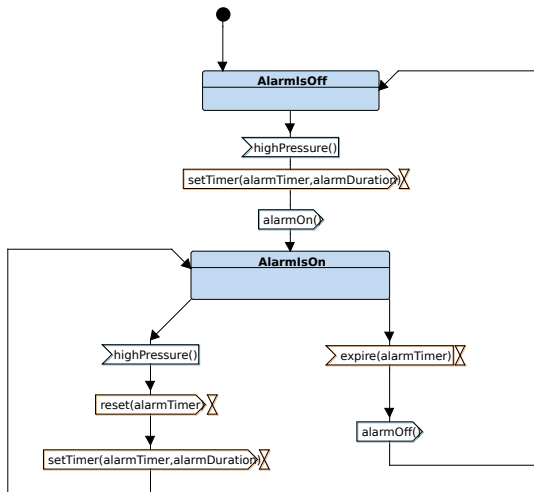 AlarmIsOff
highPressure()
setTimer(alarmTimer,alarmDuration)
alarmOn()
AlarmIsOn
highPressure()
expire(alarmTimer)
reset(alarmTimer)
alarmOff()
setTimer(alarmTimer,alarmDuration)